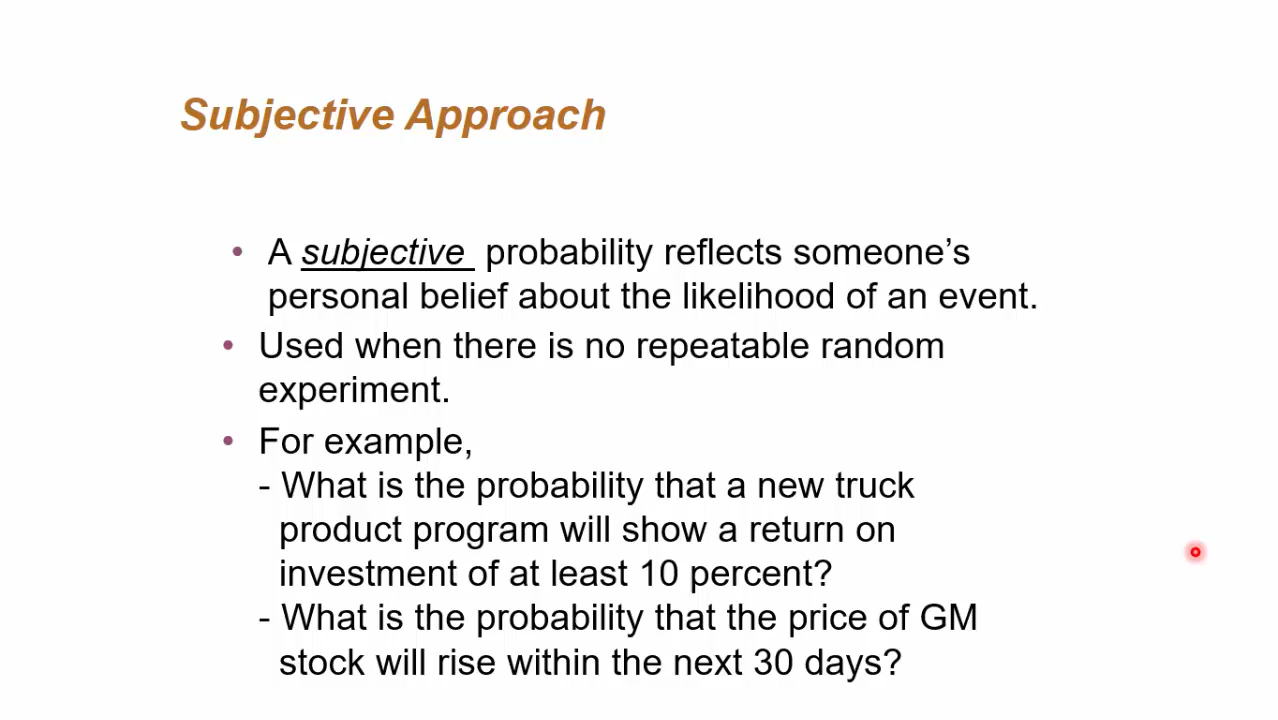 Subjective Approach
• A subjective probability reflects someone’s
personal belief about the likelihood of an event.
• Used when there is no repeatable random
experiment.
• For example,
- What is the probability that a new truck
product program will show a return on
investment of at least 10 percent?
- What is the probability that the price of GM
stock will rise within the next 30 days?